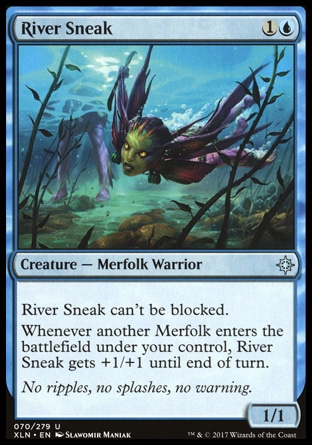 River Sneak 1
Creature — Merfolk Warrior
River Sneak can't be blocked.
Whenever another Merfolk enters the
battlefield under your control, River
Sneak gets +1/+1 until end of turn.
No ripples, no splashes, no warning.
1/1
070/279 U
XLN • EN Slawomir Maniak
™ & © 2017 Wizards of the Coast